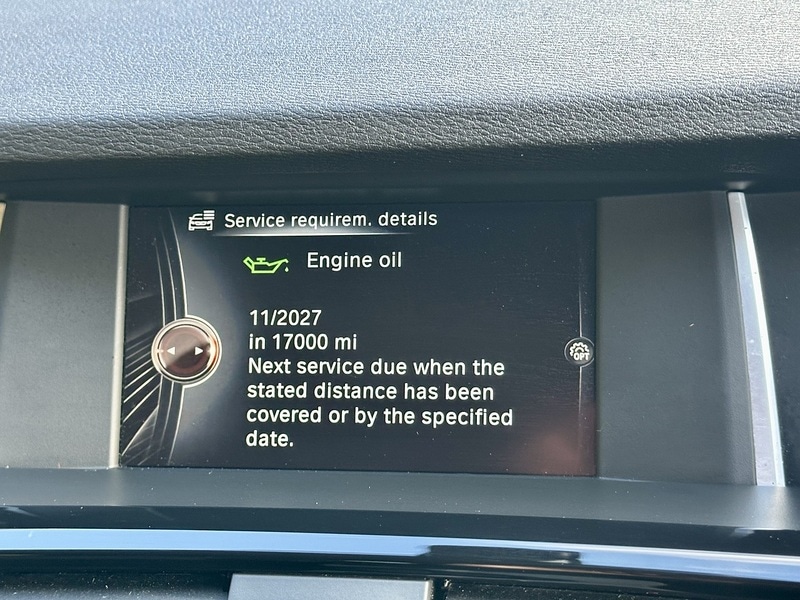 Service requirem. details
Engine oil
11/2027
in 17000 mi
Next service due when the
stated distance has been
covered or by the specified
date.
OPT